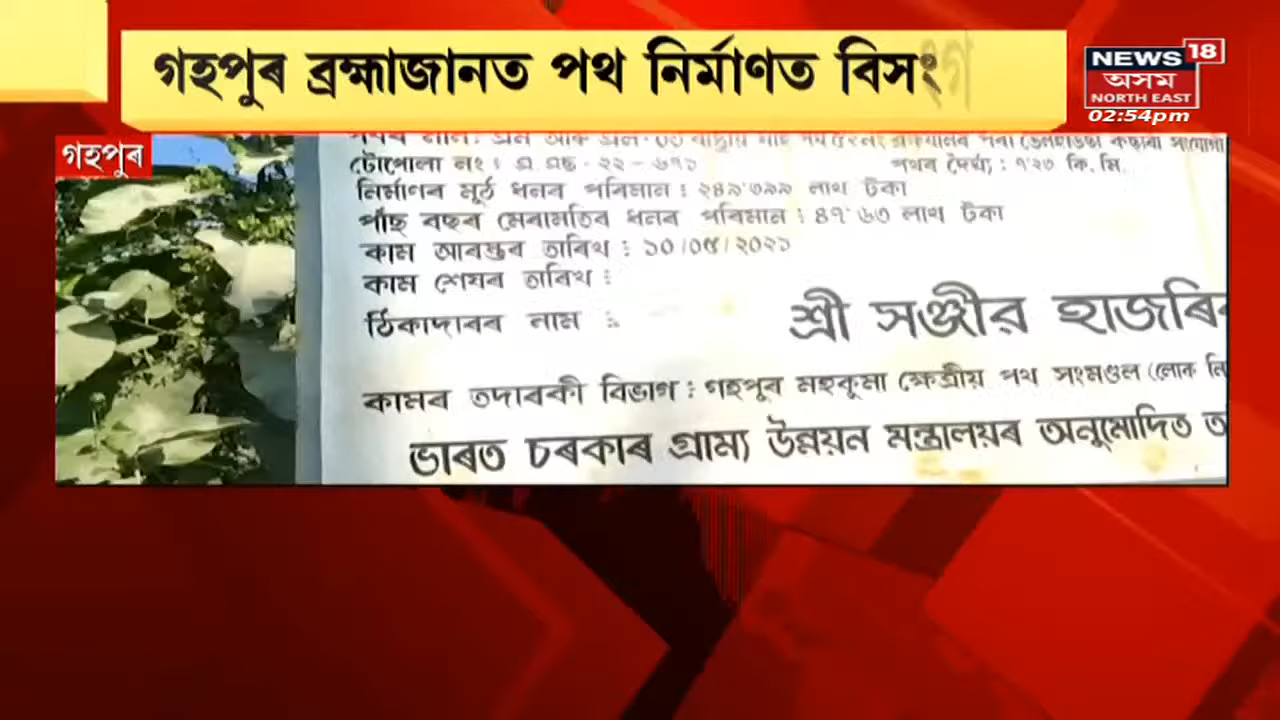 গহপুৰ ব্ৰহ্মাজানত পথ নিৰ্মাণত বিসংগ
NEWS 18
অসম
NORTH EAST
02:54pm
গহপুৰ
টোপোলা নং : এ.এছ - ২২ - ৬৭১
পথৰ দৈৰ্ঘ্য : ৭'২৩ কি. মি.
নিৰ্মাণৰ মুঠ ধনৰ পৰিমান : ২৪৯'৩৯৯ লাখ টকা
পাঁছ বছৰ মেৰামতিৰ ধনৰ পৰিমান : ৪৭'৬৩ লাখ টকা
কাম আৰম্ভৰ তাৰিখ : ১০/০৫/২০২১
কাম শেষৰ তাৰিখ :
ঠিকাদাৰৰ নাম :
শ্ৰী সঞ্জীৱ হাজৰি
কামৰ তদাৰকী বিভাগ : গহপুৰ মহকুমা ক্ষেত্ৰীয় পথ সংমণ্ডল (লোক নি
ভাৰত চৰকাৰ গ্ৰাম্য উন্নয়ন মন্ত্ৰালয়ৰ অনুমোদিত